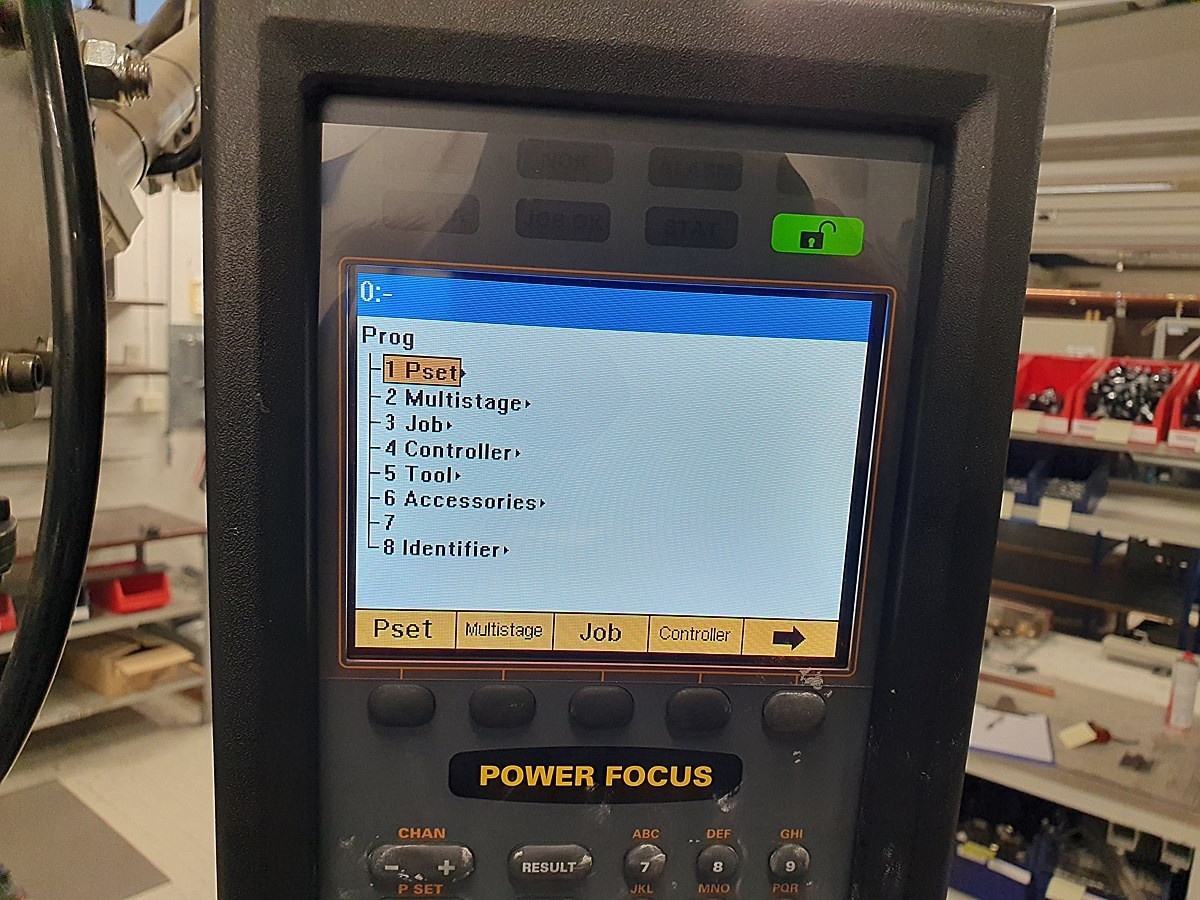 NOK
JOB OK
STAT
0:-
Prog
1 Pset
2 Multistage
3 Job
4 Controller
5 Tool
6 Accessories
7
8 Identifier
Pset Multistage Job Controller
POWER FOCUS
CHAN ABC DEF GHI
- + RESULT 7 8 9
P SET JKL MNO PQR